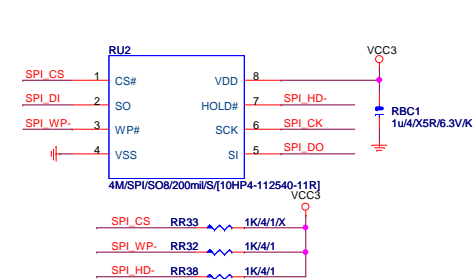 RU2
VCC3
SPI_CS 1 CS# VDD 8
SPI_DI 2 SO HOLD# 7 SPI_HD-
SPI_WP- 3 WP# SCK 6 SPI_CK
4 VSS SI 5 SPI_DO
RBC1
1u/4/X5R/6.3V/K
4M/SPI/SO8/200mil/S/[10HP4-112540-11R]
VCC3
SPI_CS RR33 1K/4/1/X
SPI_WP- RR32 1K/4/1
SPI_HD- RR38 1K/4/1